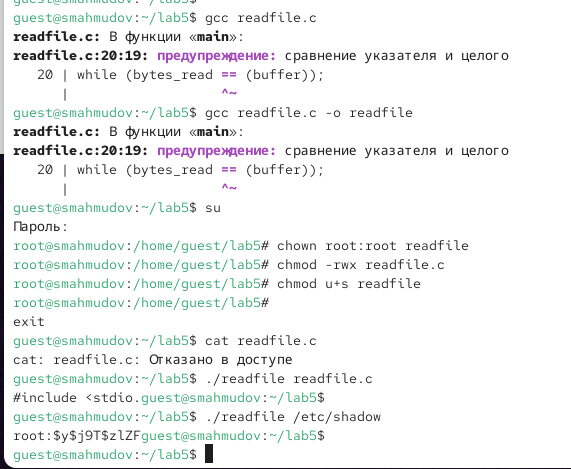 guest@smahmudov:~/lab5$ gcc readfile.c
readfile.c: В функции «main»:
readfile.c:20:19: предупреждение: сравнение указателя и целого
20 | while (bytes_read == (buffer));
| ^~
guest@smahmudov:~/lab5$ gcc readfile.c -o readfile
readfile.c: В функции «main»:
readfile.c:20:19: предупреждение: сравнение указателя и целого
20 | while (bytes_read == (buffer));
| ^~
guest@smahmudov:~/lab5$ su
Пароль:
root@smahmudov:/home/guest/lab5# chown root:root readfile
root@smahmudov:/home/guest/lab5# chmod -rwx readfile.c
root@smahmudov:/home/guest/lab5# chmod u+s readfile
root@smahmudov:/home/guest/lab5#
exit
guest@smahmudov:~/lab5$ cat readfile.c
cat: readfile.c: Отказано в доступе
guest@smahmudov:~/lab5$ ./readfile readfile.c
#include <stdio.guest@smahmudov:~/lab5$
guest@smahmudov:~/lab5$ ./readfile /etc/shadow
root:$y$j9T$zlZFguest@smahmudov:~/lab5$
guest@smahmudov:~/lab5$